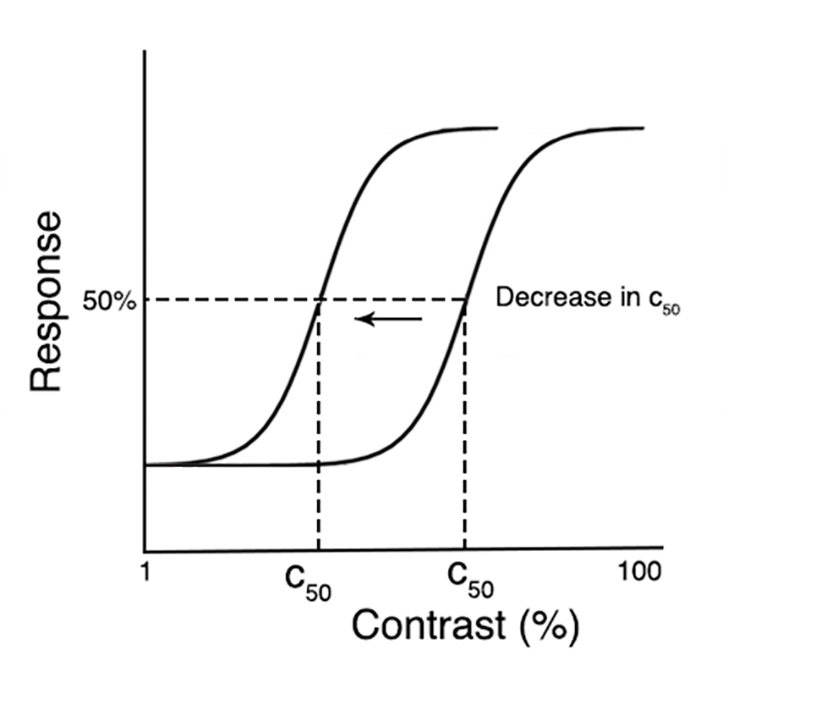 Response
50%
Decrease in c50
1
C50
C50
100
Contrast (%)